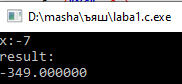 D:\masha\ъяш\laba1.c.exe
x:-7
result:
-349.000000